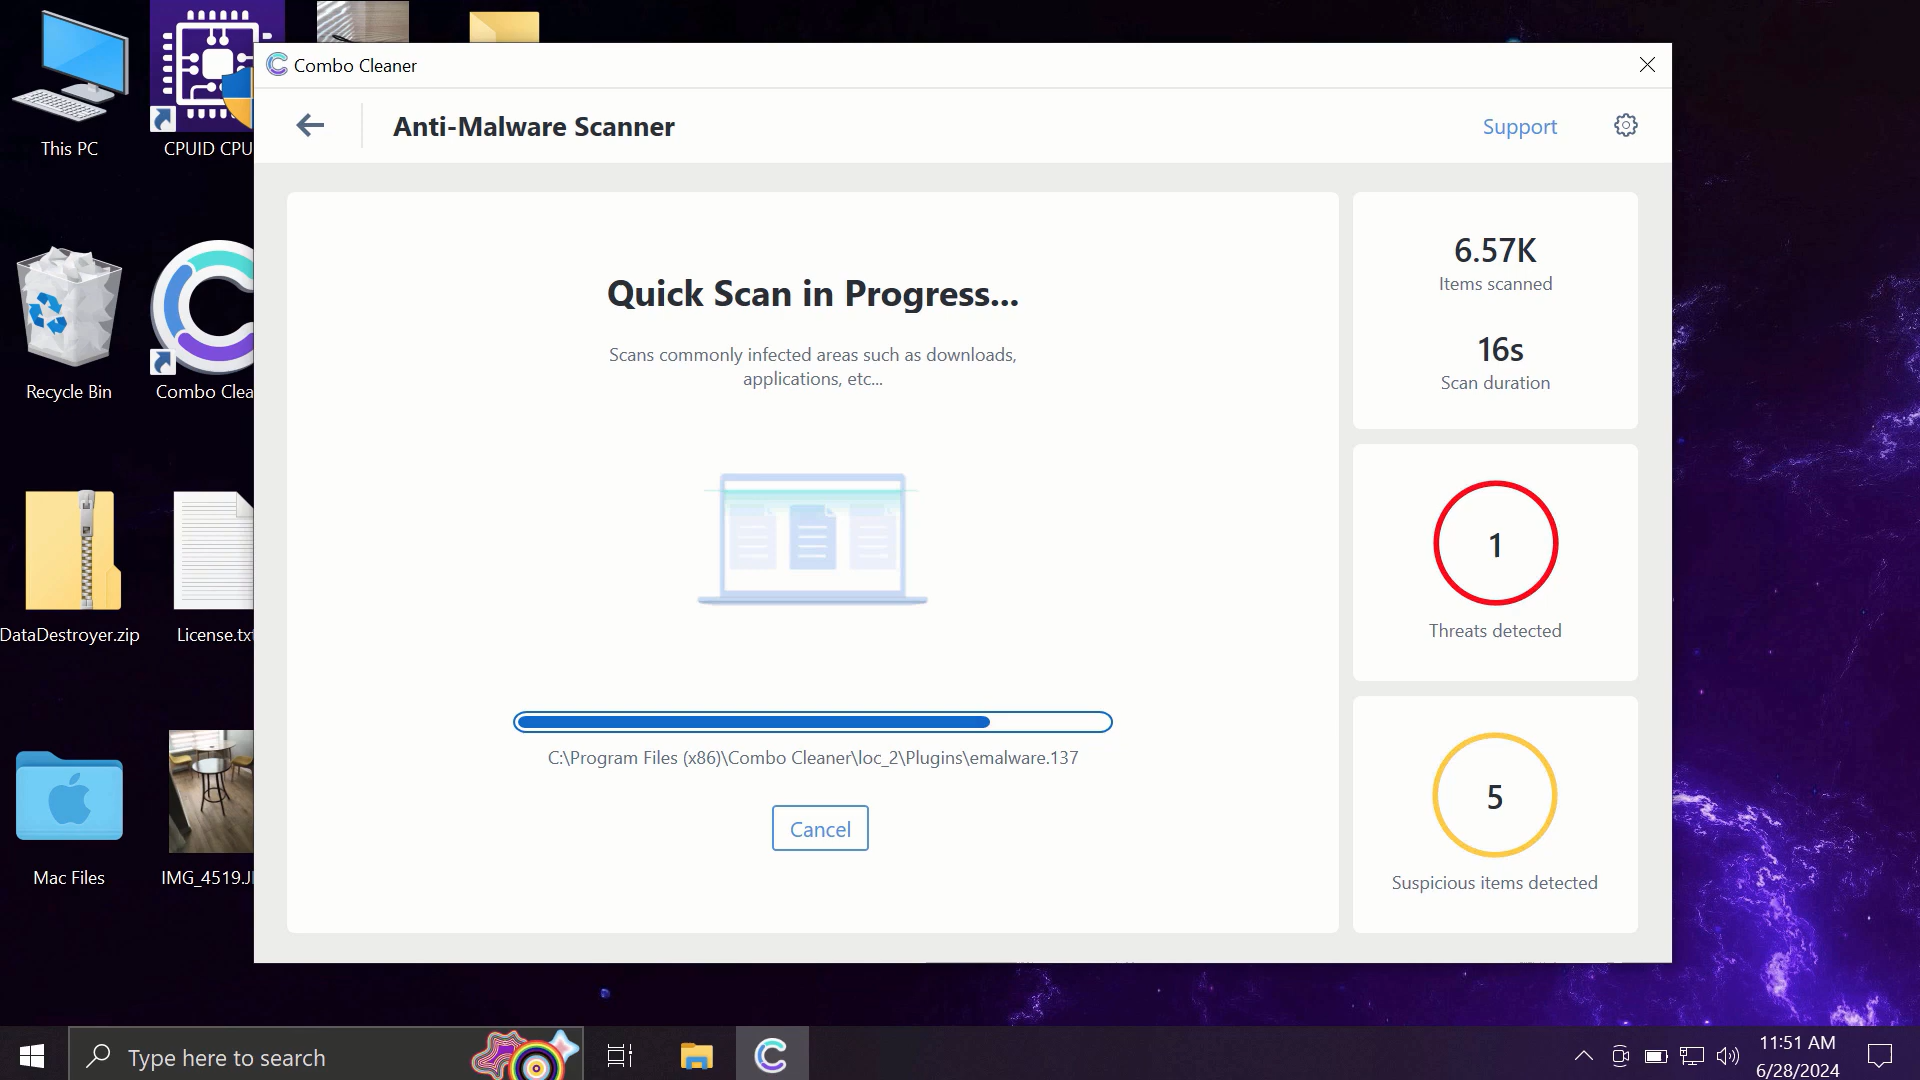 This PC
CPUID CPU
Recycle Bin
Combo Clea
DataDestroyer.zip
License.txt
Mac Files
IMG_4519.J
Combo Cleaner
Anti-Malware Scanner
Support
Quick Scan in Progress...
Scans commonly infected areas such as downloads,
applications, etc...
C:\Program Files (x86)\Combo Cleaner\loc_2\Plugins\emalware.137
Cancel
6.57K
Items scanned
16s
Scan duration
1
Threats detected
5
Suspicious items detected
Type here to search
11:51 AM
6/28/2024